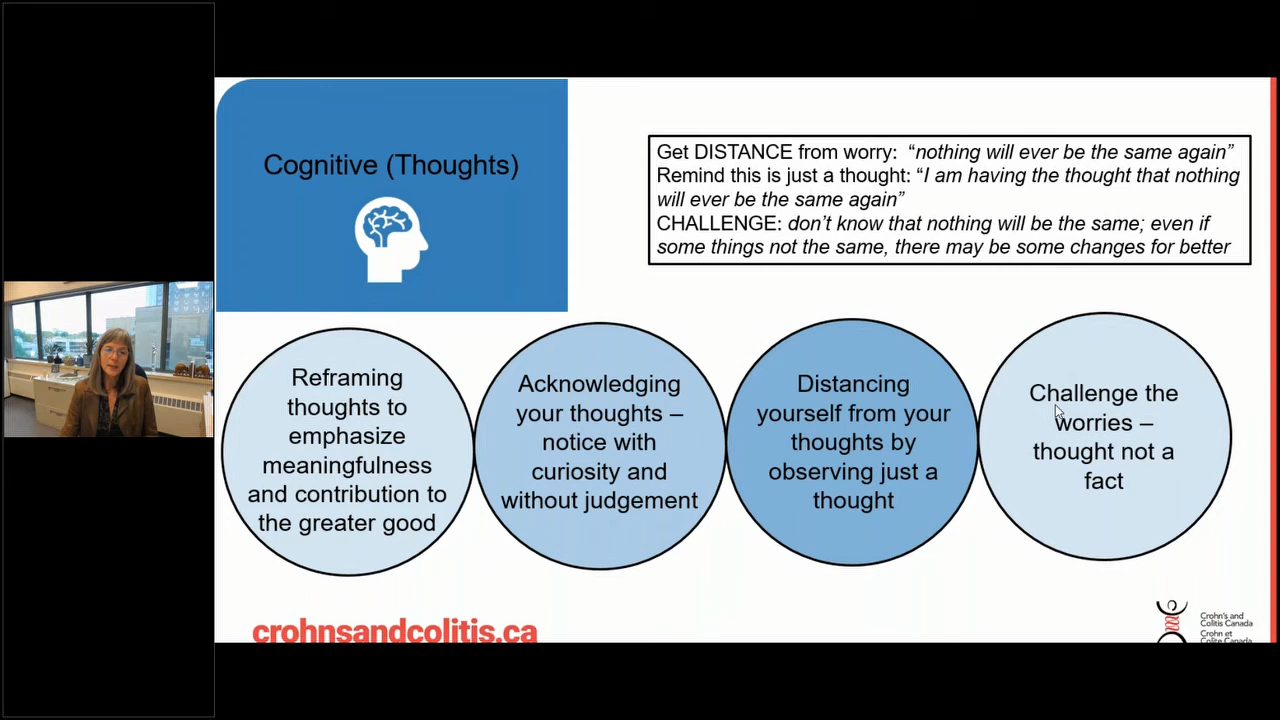 Cognitive (Thoughts)
Get DISTANCE from worry:  “nothing will ever be the same again”
Remind this is just a thought: “I am having the thought that nothing
will ever be the same again”
CHALLENGE: don’t know that nothing will be the same; even if
some things not the same, there may be some changes for better
Reframing
thoughts to
emphasize
meaningfulness
and contribution to
the greater good
Acknowledging
your thoughts –
notice with
curiosity and
without judgement
Distancing
yourself from your
thoughts by
observing just a
thought
Challenge the
worries –
thought not a
fact
crohnsandcolitis.ca
Crohn's and
Colitis Canada
Crohn et
Colite Canada